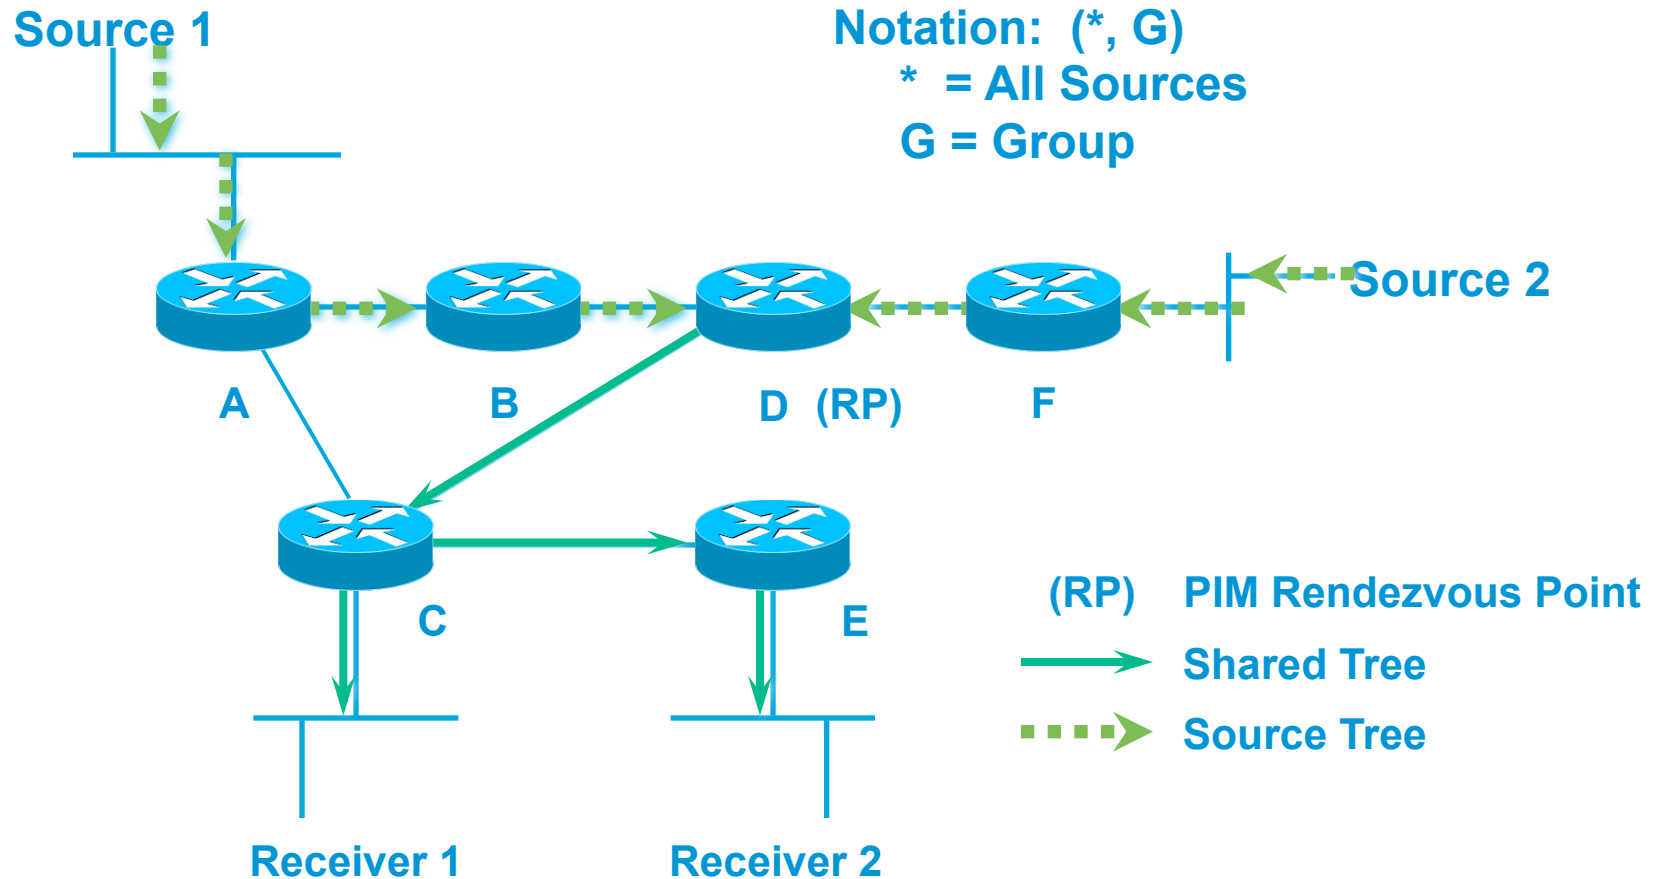 Source 1
Notation: (*, G)
* = All Sources
G = Group
Source 2
A
B
D (RP)
F
C
E
(RP) PIM Rendezvous Point
Shared Tree
Source Tree
Receiver 1
Receiver 2